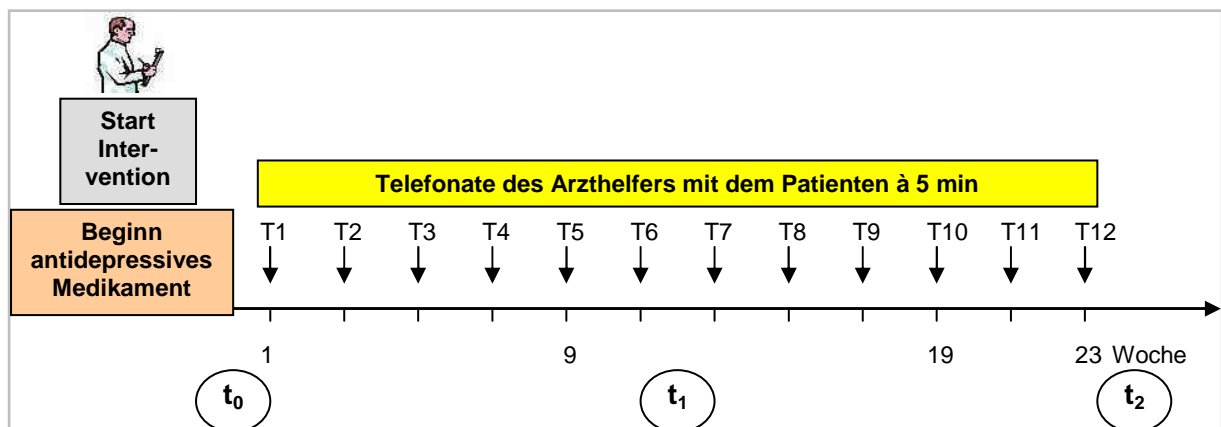 Start
Inter-
vention
Telefonate des Arzthelfers mit dem Patienten à 5 min
Beginn
antidepressives
Medikament
T1 T2 T3 T4 T5 T6 T7 T8 T9 T10 T11 T12
1 9 19 23 Woche
t0 t1 t2